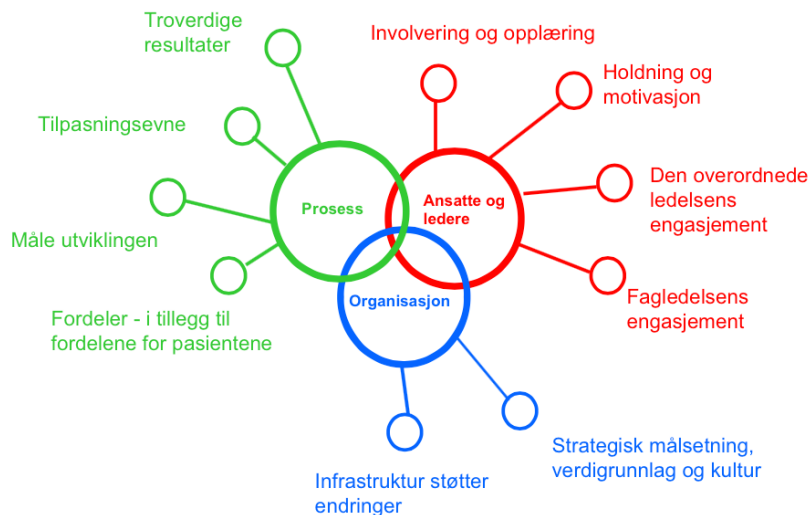 Troverdige
resultater
Tilpasningsevne
Måle utviklingen
Fordeler - i tillegg til
fordelene for pasientene
Prosess
Involvering og opplæring
Holdning og
motivasjon
Den overordnede
ledelsens
engasjement
Fagledelsens
engasjement
Ansatte og
ledere
Organisasjon
Infrastruktur støtter
endringer
Strategisk målsetning,
verdigrunnlag og kultur